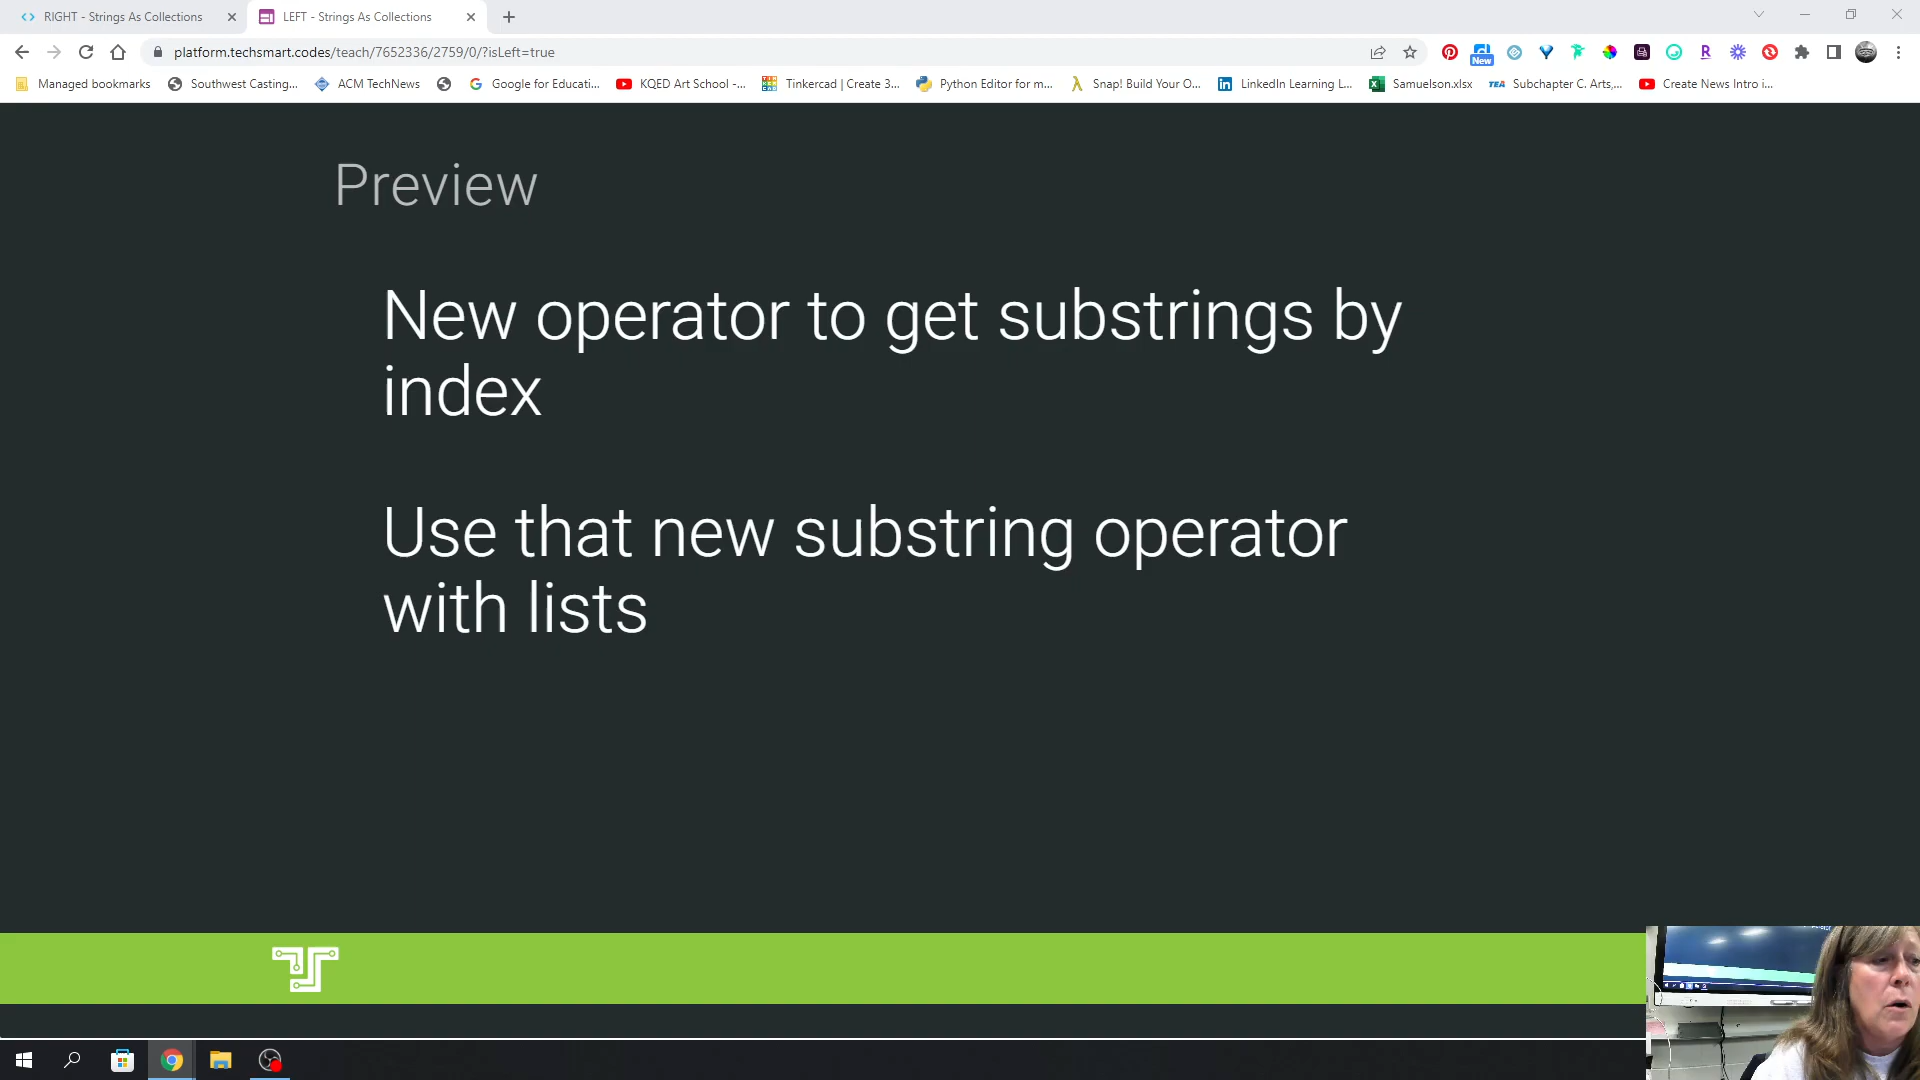 RIGHT - Strings As Collections
LEFT - Strings As Collections
platform.techsmart.codes/teach/7652336/2759/0/?isLeft=true
New
Managed bookmarks
Southwest Casting...
ACM TechNews
Google for Educati...
KQED Art School -...
Tinkercad | Create 3...
Python Editor for m...
Snap! Build Your O...
LinkedIn Learning L...
Samuelson.xlsx
TEA
Subchapter C. Arts,...
Create News Intro i...
Preview
New operator to get substrings by
index
Use that new substring operator
with lists